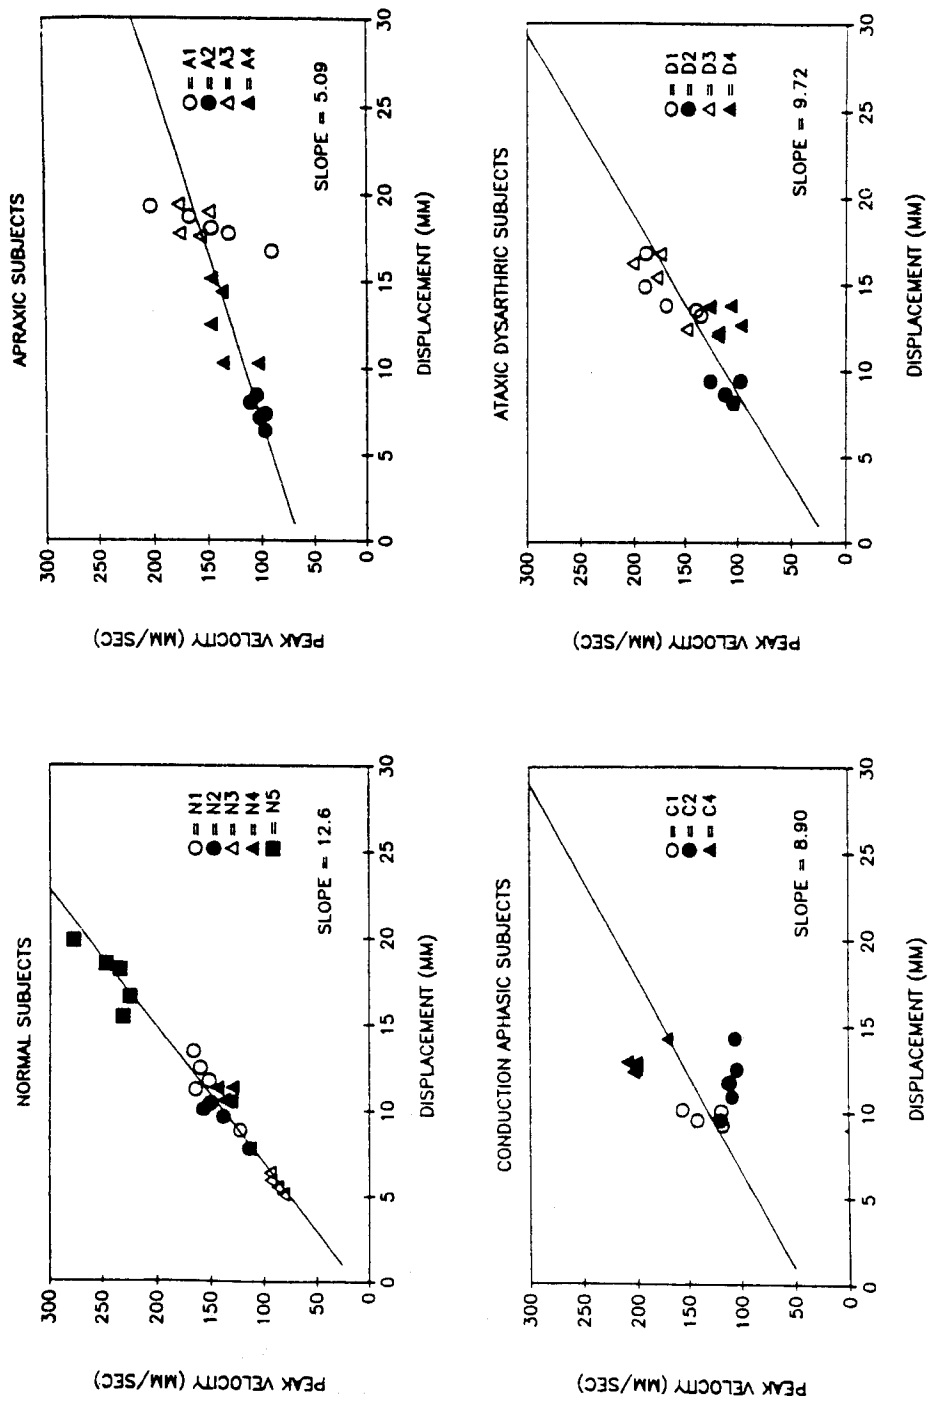 NORMAL SUBJECTS
PEAK VELOCITY (MM/SEC)
300
250
200
150
100
50
0
0 5 10 15 20 25 30
DISPLACEMENT (MM)
○ = N1
● = N2
△ = N3
▲ = N4
■ = N5
SLOPE = 12.6
APRAXIC SUBJECTS
PEAK VELOCITY (MM/SEC)
300
250
200
150
100
50
0
0 5 10 15 20 25 30
DISPLACEMENT (MM)
○ = A1
● = A2
△ = A3
▲ = A4
SLOPE = 5.09
CONDUCTION APHASIC SUBJECTS
PEAK VELOCITY (MM/SEC)
300
250
200
150
100
50
0
0 5 10 15 20 25 30
DISPLACEMENT (MM)
○ = C1
● = C2
▲ = C4
SLOPE = 8.90
ATAXIC DYSARTHRIC SUBJECTS
PEAK VELOCITY (MM/SEC)
300
250
200
150
100
50
0
0 5 10 15 20 25 30
DISPLACEMENT (MM)
○ = D1
● = D2
△ = D3
▲ = D4
SLOPE = 9.72